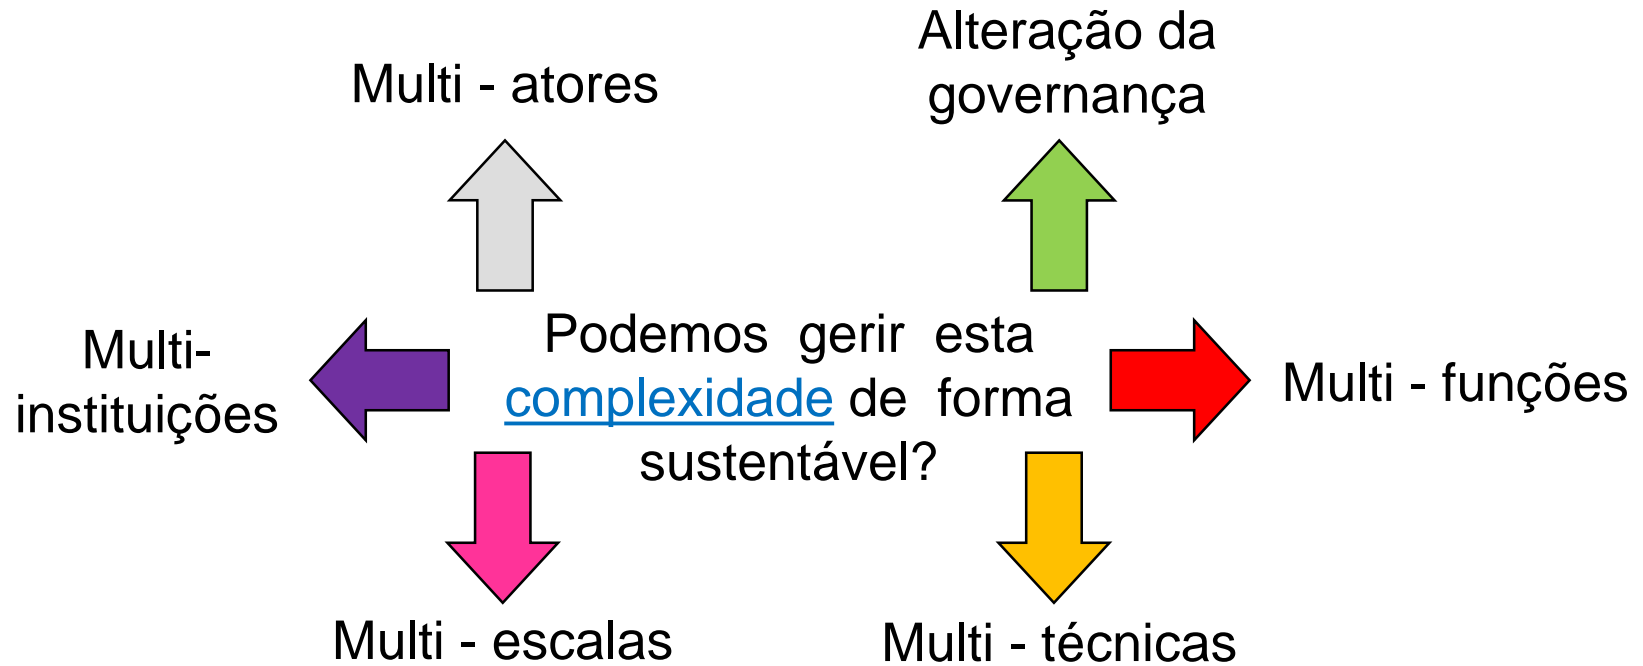 Alteração da
governança
Multi - atores
Multi-
instituições
Podemos gerir esta
complexidade de forma
sustentável?
Multi - funções
Multi - escalas
Multi - técnicas